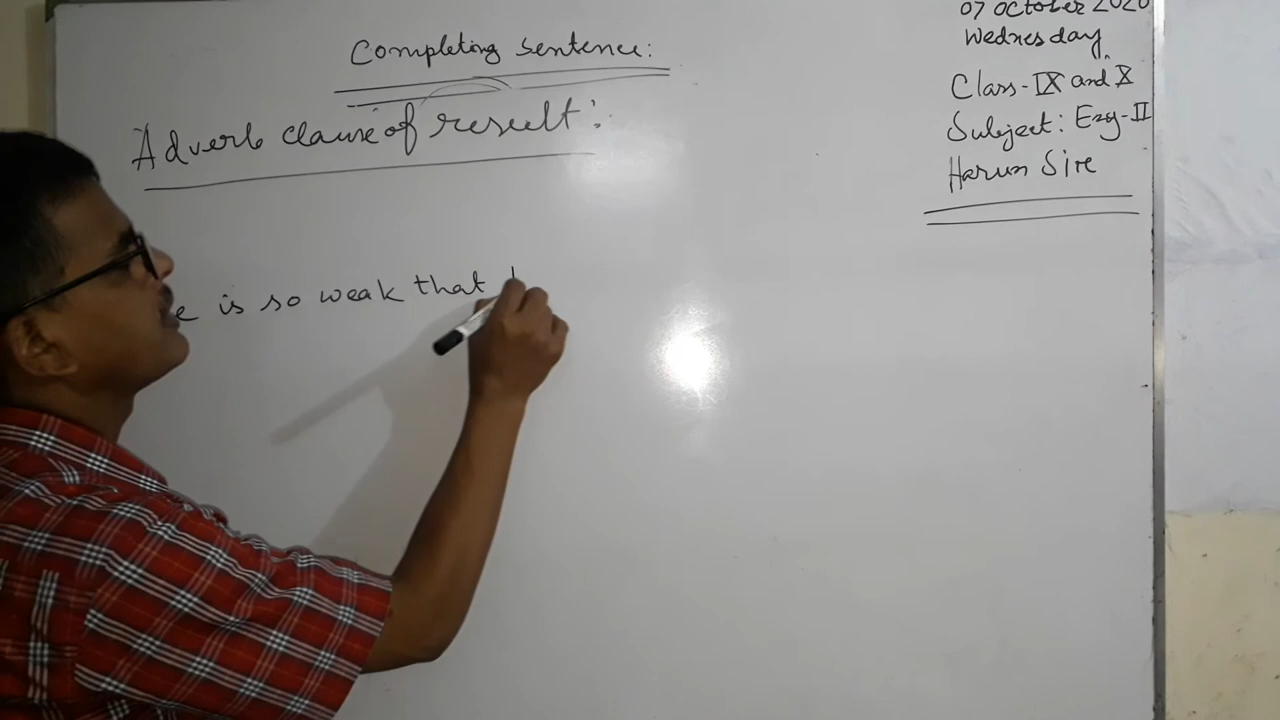 Completing sentence:
Adverb clause of result:
e is so weak that
07 October 2020
Wednesday
Class-IX and X
Subject: Eng-II
Harun Sire